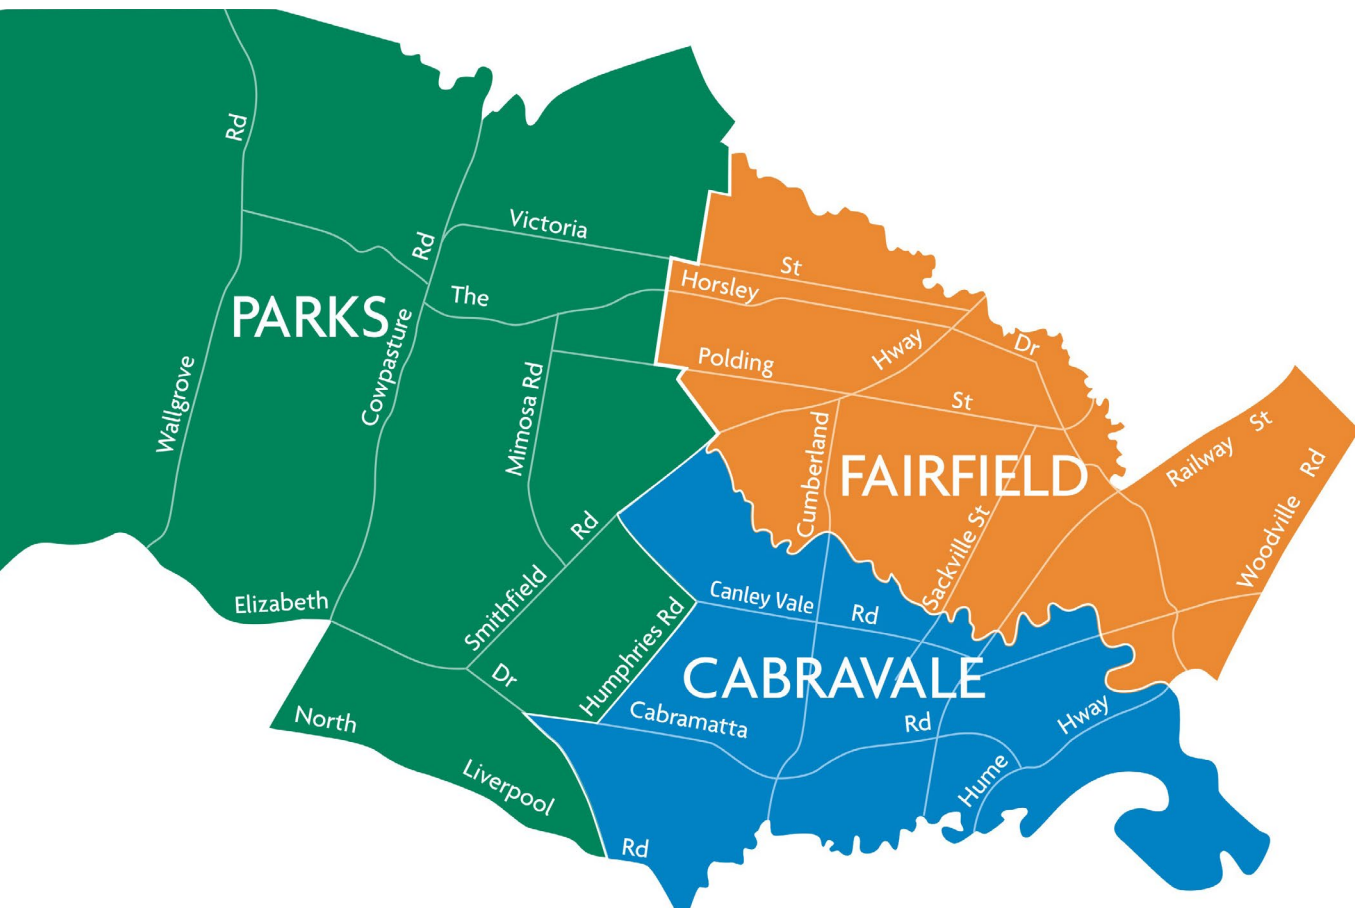 Rd
Victoria
Rd
St
Horsley
The
PARKS
Hway
Dr
Cowpasture
Polding
Wallgrove
Mimosa Rd
St
St
Railway
Cumberland
FAIRFIELD
Rd
Rd
Sackville St
Woodville
Smithfield
Canley Vale
Rd
Elizabeth
Humphries Rd
CABRAVALE
Dr
North
Cabramatta
Rd
Hway
Liverpool
Hume
Rd